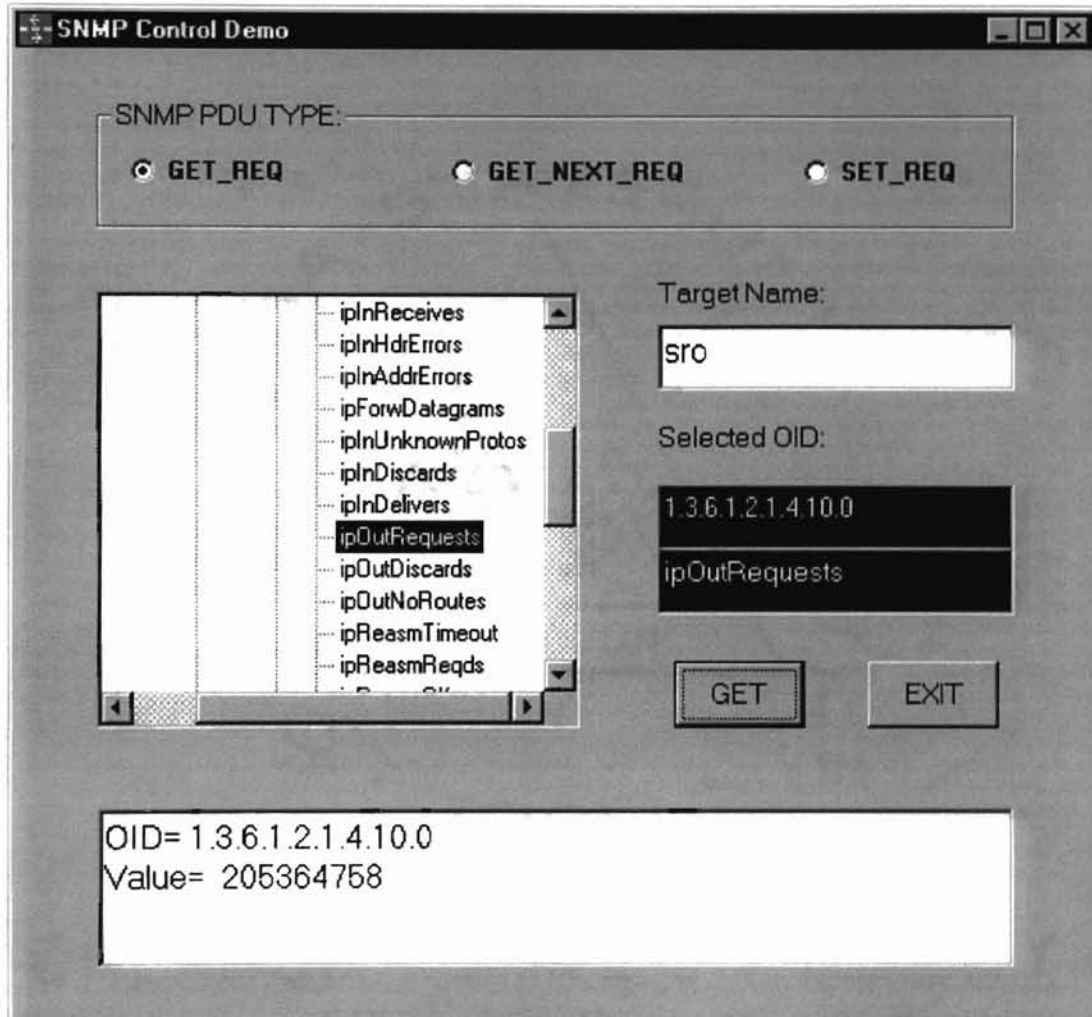 SNMP Control Demo
SNMP PDU TYPE:
GET_REQ
GET_NEXT_REQ
SET_REQ
ipInReceives
ipInHdrErrors
ipInAddrErrors
ipForwDatagrams
ipInUnknownProtos
ipInDiscards
ipInDelivers
ipOutRequests
ipOutDiscards
ipOutNoRoutes
ipReasmTimeout
ipReasmReqds
Target Name:
sro
Selected OID:
1.3.6.1.2.1.4.10.0
ipOutRequests
GET
EXIT
OID= 1.3.6.1.2.1.4.10.0
Value= 205364758